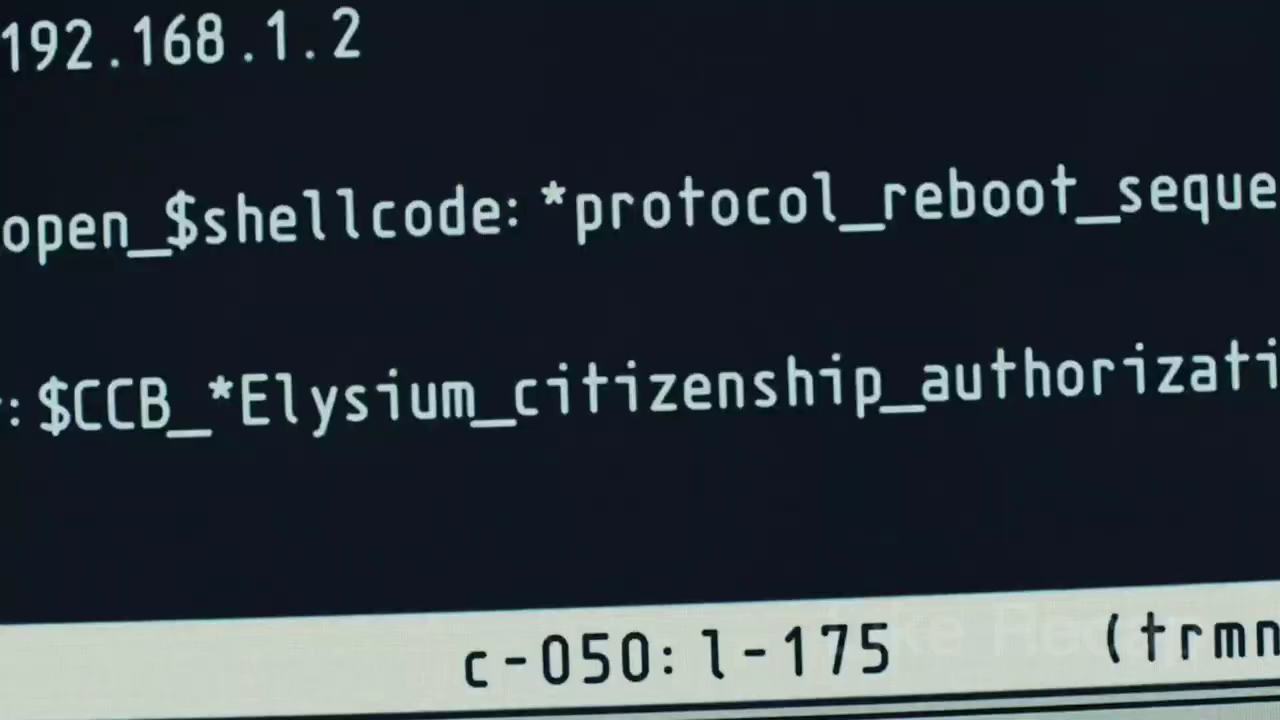 192.168.1.2
open_$shellcode: *protocol_reboot_seque
: $CCB_*Elysium_citizenship_authorizati
c-050: l-175 (trmn